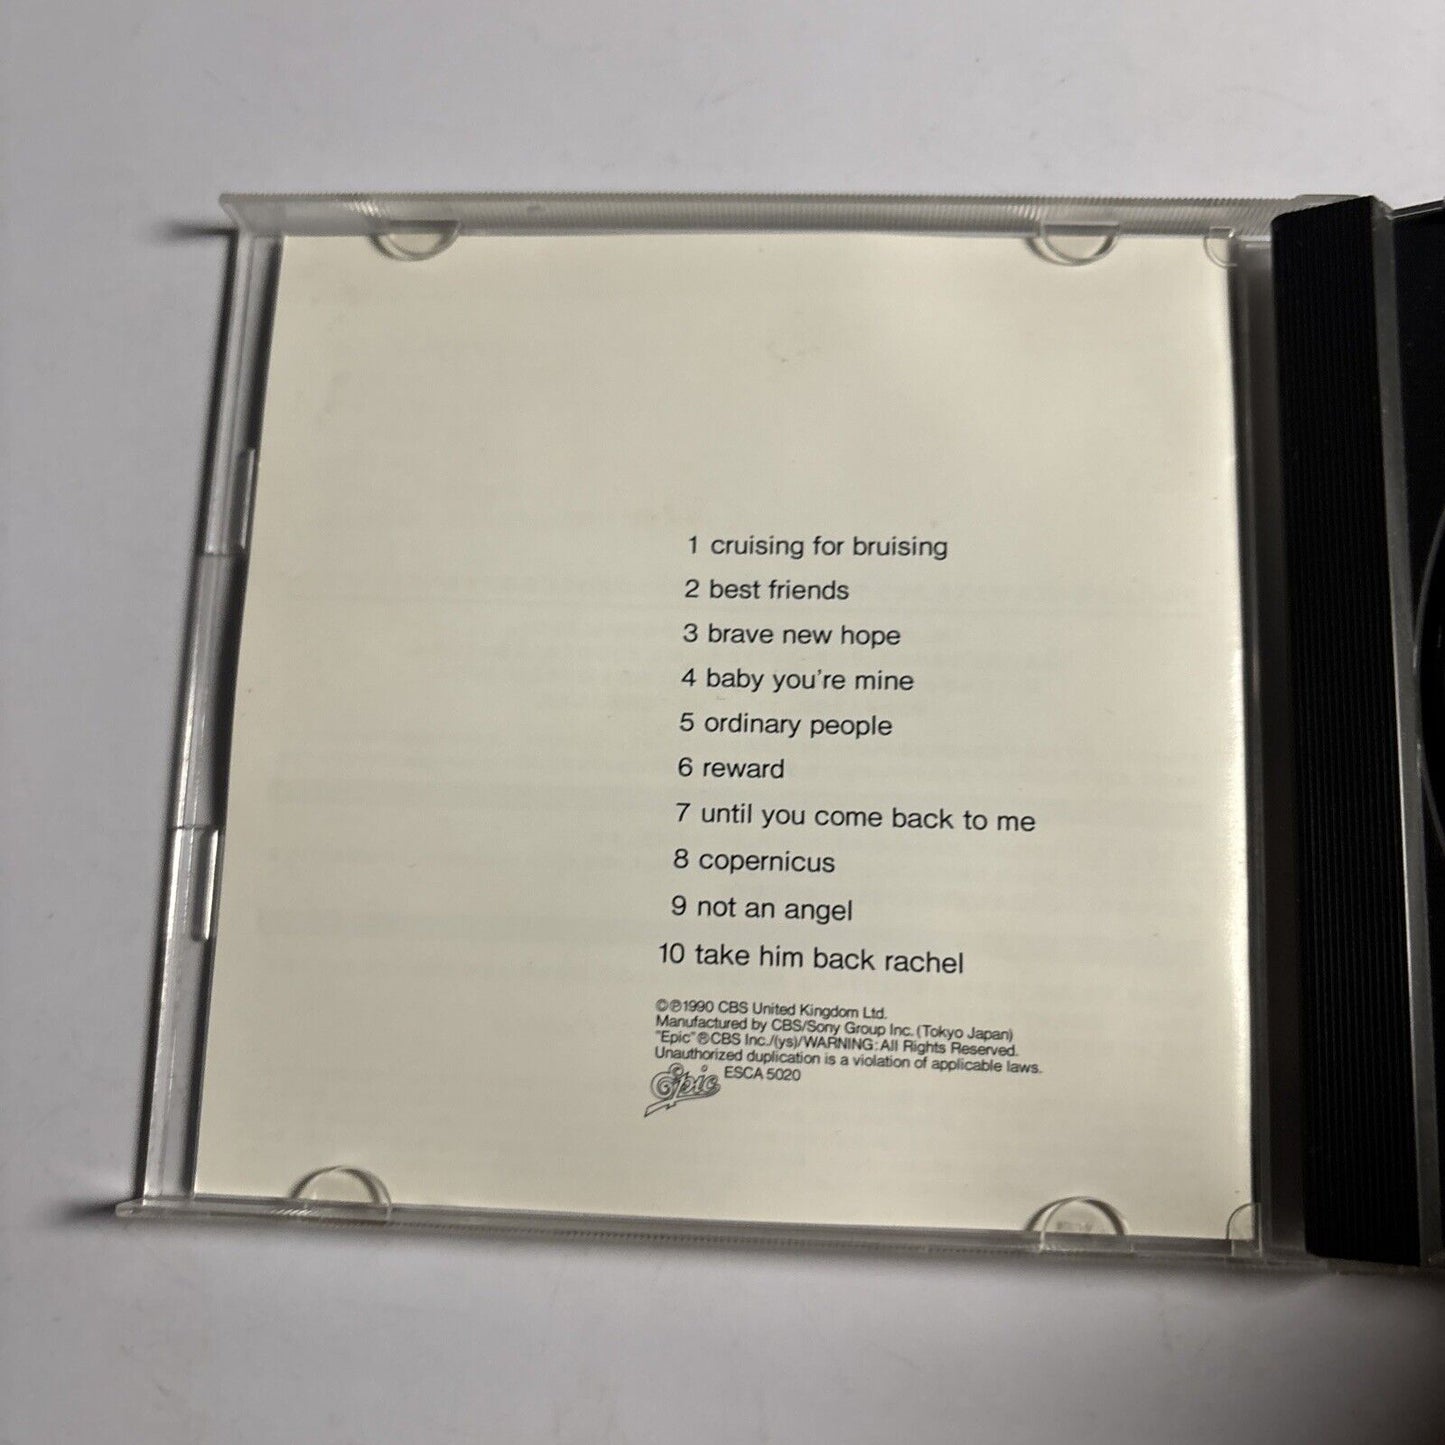 1 cruising for bruising
2 best friends
3 brave new hope
4 baby you're mine
5 ordinary people
6 reward
7 until you come back to me
8 copernicus
9 not an angel
10 take him back rachel
©℗1990 CBS United Kingdom Ltd.
Manufactured by CBS/Sony Group Inc. (Tokyo Japan)
"Epic"®CBS Inc./(ys)/WARNING: All Rights Reserved.
Unauthorized duplication is a violation of applicable laws.
Epic ESCA 5020